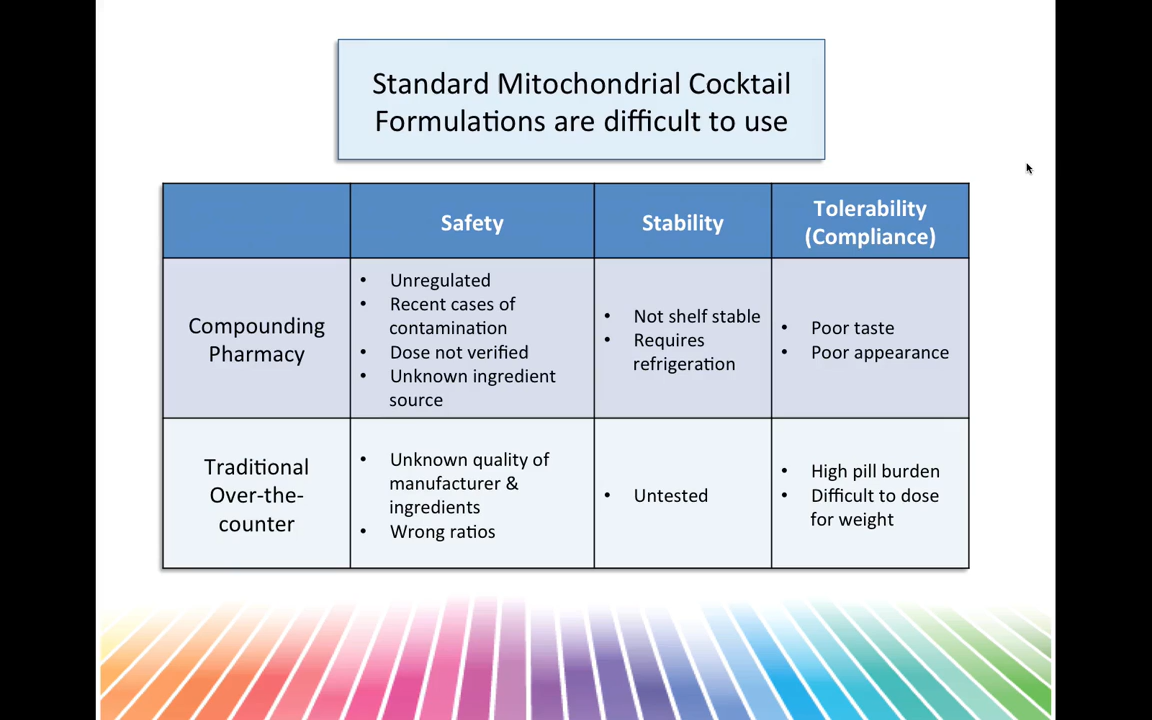 Standard Mitochondrial Cocktail
Formulations are difficult to use
Safety
Stability
Tolerability
(Compliance)
Compounding
Pharmacy
• Unregulated
• Recent cases of
contamination
• Dose not verified
• Unknown ingredient
source
• Not shelf stable
• Requires
refrigeration
• Poor taste
• Poor appearance
Traditional
Over-the-
counter
• Unknown quality of
manufacturer &
ingredients
• Wrong ratios
• Untested
• High pill burden
• Difficult to dose
for weight